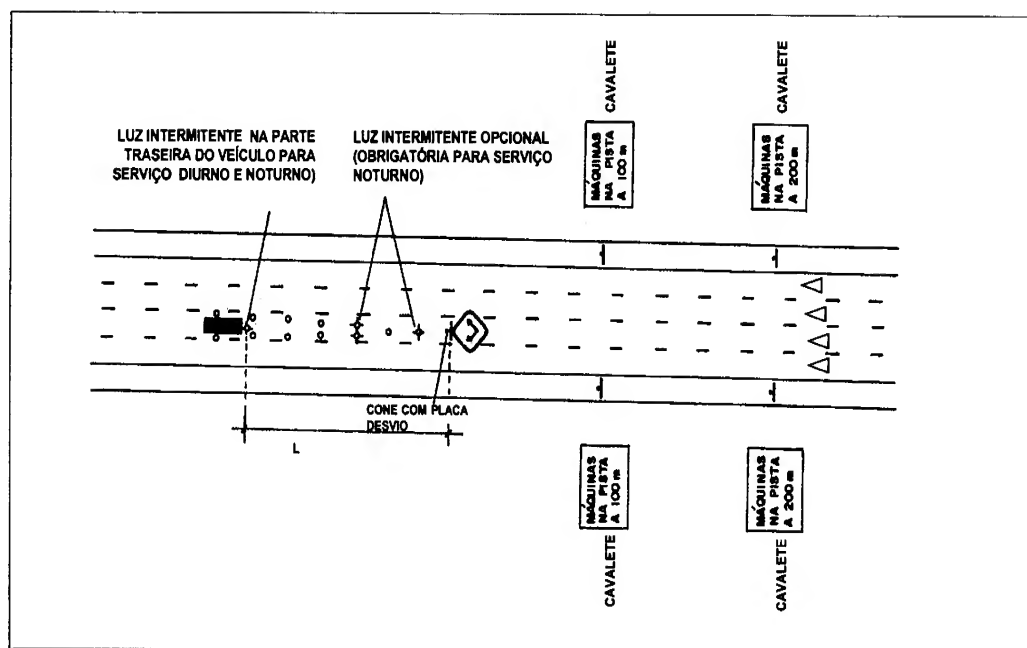 CAVALETE
CAVALETE
MÁQUINAS
NA PISTA
A 100 m
MÁQUINAS
NA PISTA
A 200 m
LUZ INTERMITENTE NA PARTE
TRASEIRA DO VEÍCULO PARA
SERVIÇO DIURNO E NOTURNO)
LUZ INTERMITENTE OPCIONAL
(OBRIGATÓRIA PARA SERVIÇO
NOTURNO)
CONE COM PLACA
DESVIO
L
MÁQUINAS
NA PISTA
A 100 m
MÁQUINAS
NA PISTA
A 200 m
CAVALETE
CAVALETE